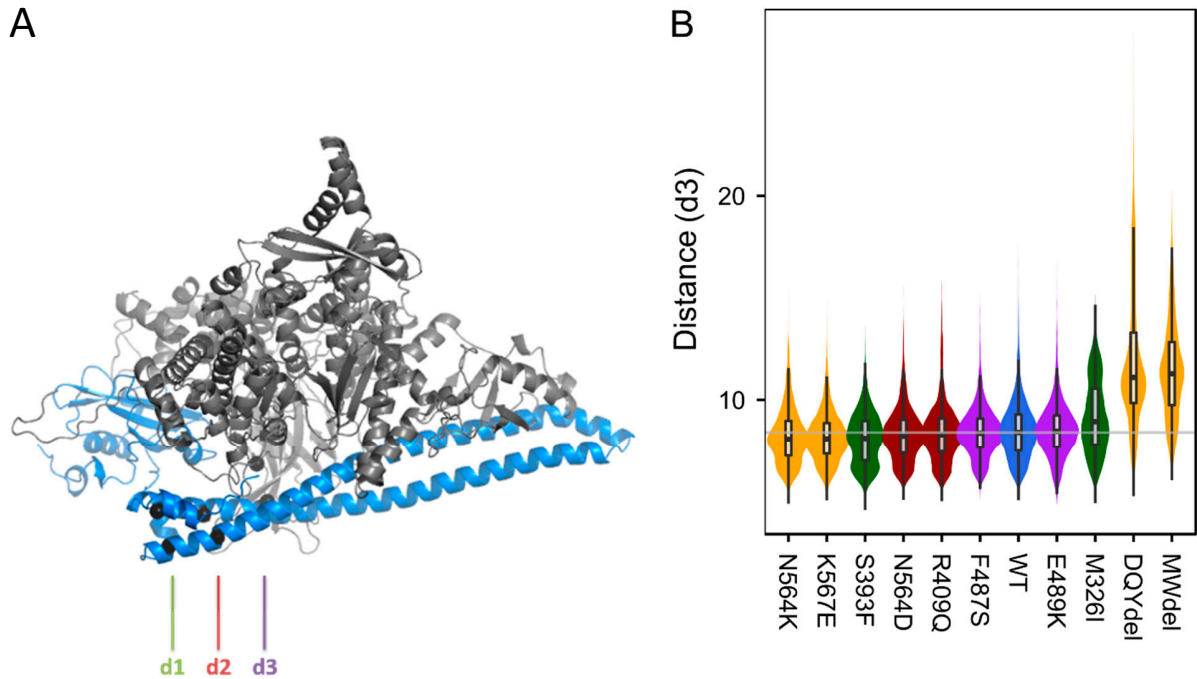 A
B
d1 d2 d3
Distance (d3)
20
10
N564K
K567E
S393F
N564D
R409Q
F487S
WT
E489K
M326I
DQYdel
MWdel